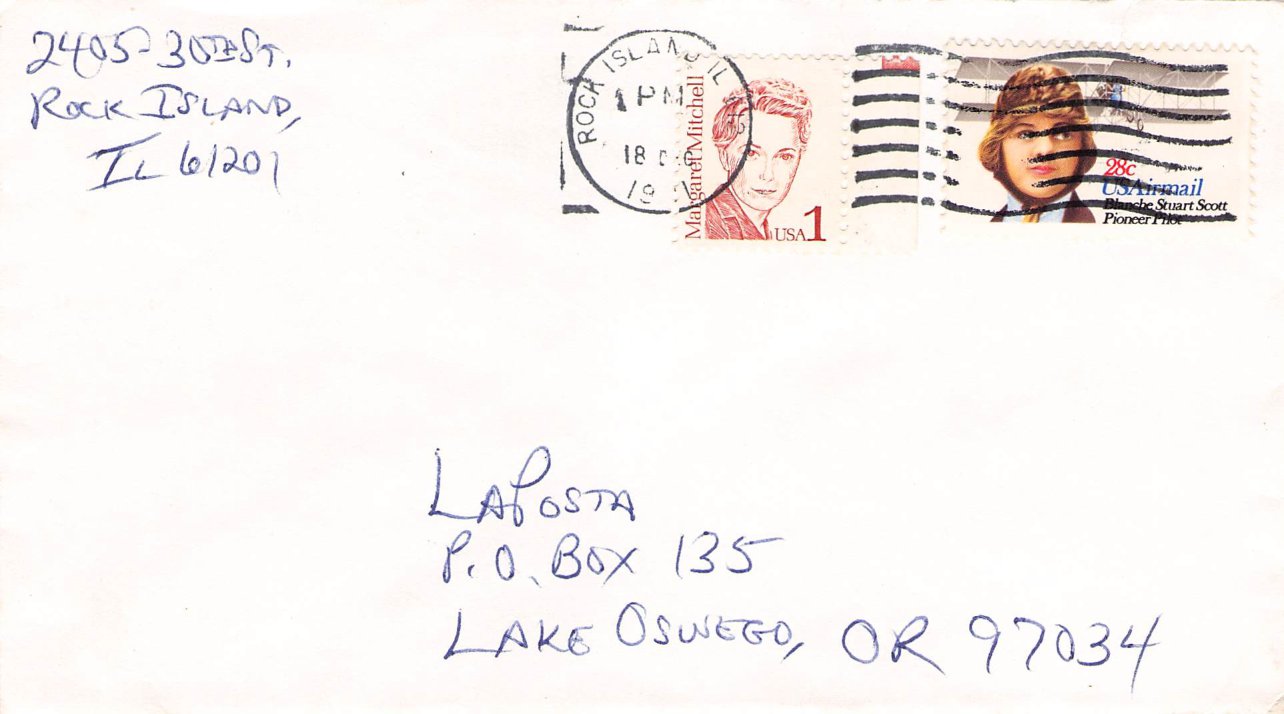 2405-30TH ST.
ROCK ISLAND,
IL 61201
ROCK ISLAND IL
1 PM
18
19
Margaret Mitchell
USA 1
28c
USAirmail
Blanche Stuart Scott
Pioneer Pilot
LAPOSTA
P.O. BOX 135
LAKE OSWEGO, OR 97034